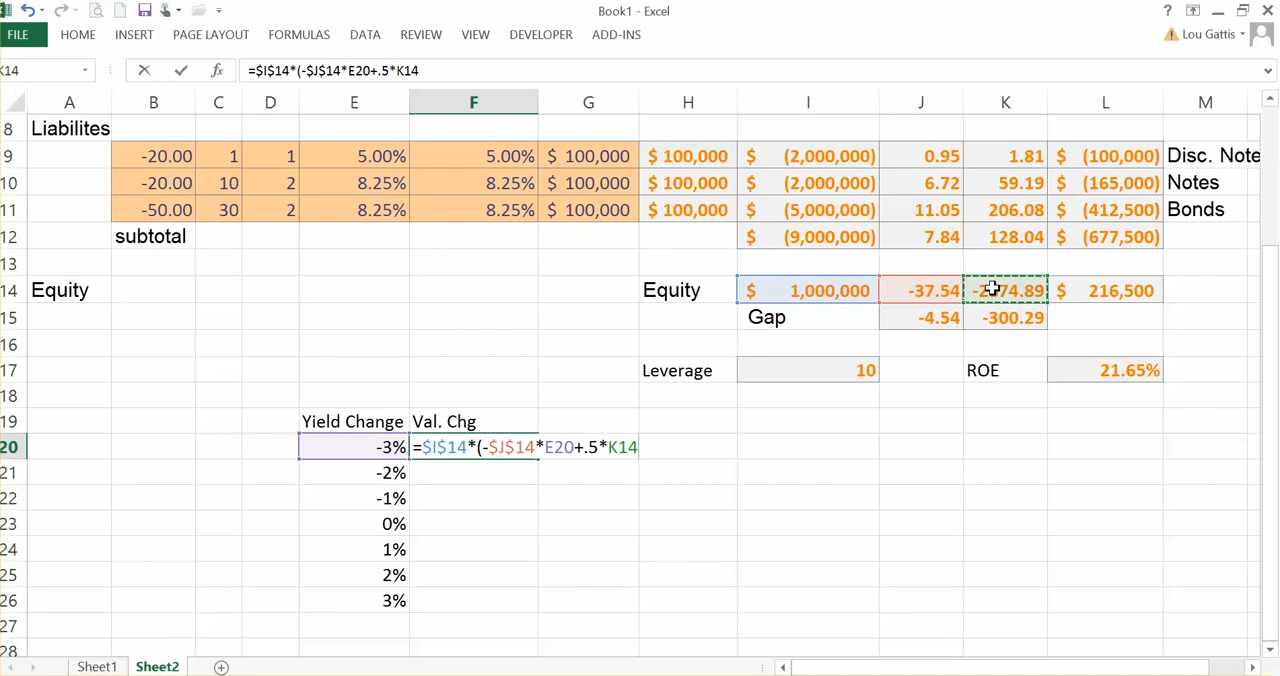 Book1 - Excel
FILE HOME INSERT PAGE LAYOUT FORMULAS DATA REVIEW VIEW DEVELOPER ADD-INS Lou Gattis
K14 =$I$14*(-$J$14*E20+.5*K14
A B C D E F G H I J K L M
8 Liabilites
9 -20.00 1 1 5.00% 5.00% $ 100,000 $ 100,000 $ (2,000,000) 0.95 1.81 $ (100,000) Disc. Note
10 -20.00 10 2 8.25% 8.25% $ 100,000 $ 100,000 $ (2,000,000) 6.72 59.19 $ (165,000) Notes
11 -50.00 30 2 8.25% 8.25% $ 100,000 $ 100,000 $ (5,000,000) 11.05 206.08 $ (412,500) Bonds
12 subtotal $ (9,000,000) 7.84 128.04 $ (677,500)
13
14 Equity Equity $ 1,000,000 -37.54 $ 216,500
15 Gap -4.54 -300.29
16
17 Leverage 10 ROE 21.65%
18
19 Yield Change Val. Chg
20 -3% =$I$14*(-$J$14*E20+.5*K14
21 -2%
22 -1%
23 0%
24 1%
25 2%
26 3%
27
28
Sheet1 Sheet2